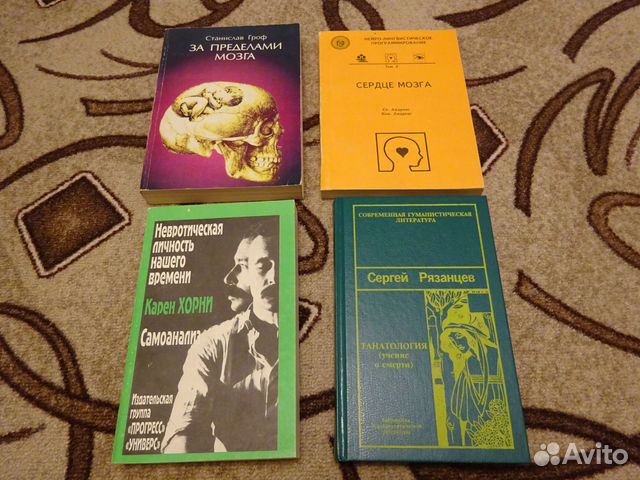 Станислав Гроф
ЗА ПРЕДЕЛАМИ
МОЗГА
НЕЙРО-ЛИНГВИСТИЧЕСКОЕ
ПРОГРАММИРОВАНИЕ
СЕРДЦЕ МОЗГА
Невротическая
личность
нашего
времени
Карен ХОРНИ
Самоанализ
Издательская
группа
«ПРОГРЕСС»
«УНИВЕРС»
СОВРЕМЕННАЯ ГУМАНИСТИЧЕСКАЯ
ЛИТЕРАТУРА
Сергей Рязанцев
ТАНАТОЛОГИЯ
(учение
о смерти)
Avito